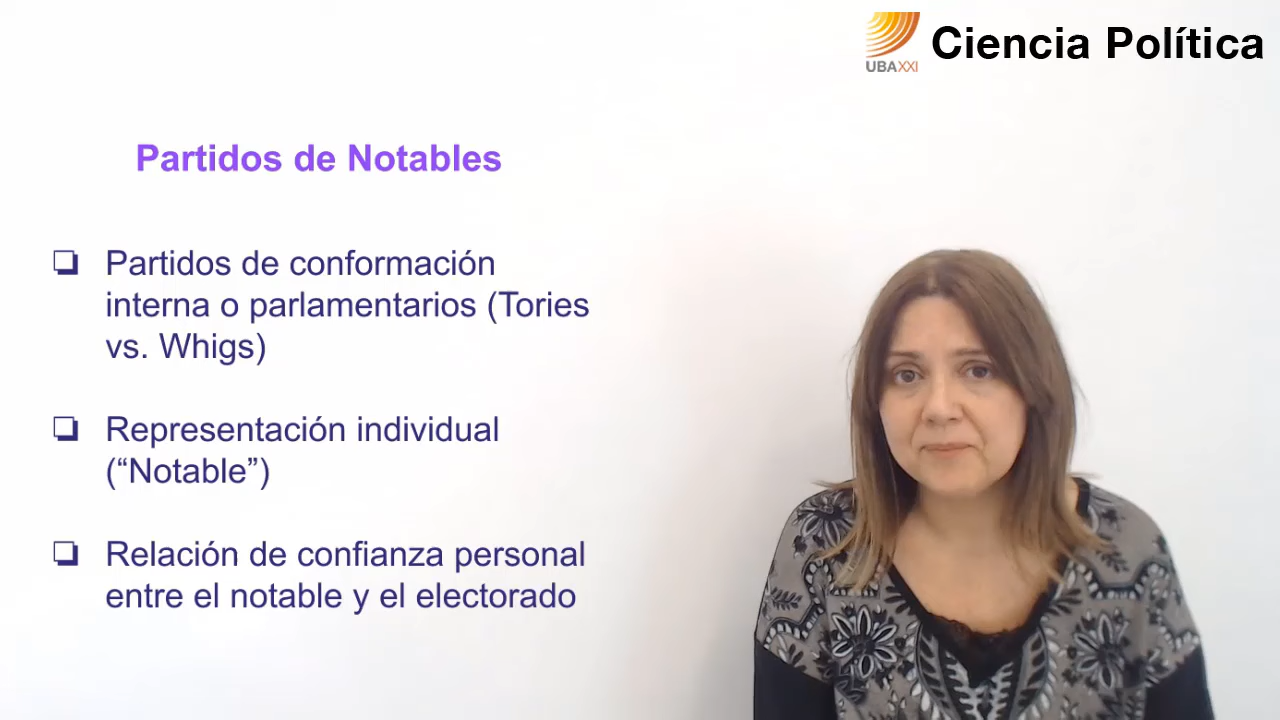 UBAXXI
Ciencia Política
Partidos de Notables
❏ Partidos de conformación
interna o parlamentarios (Tories
vs. Whigs)
❏ Representación individual
(“Notable”)
❏ Relación de confianza personal
entre el notable y el electorado